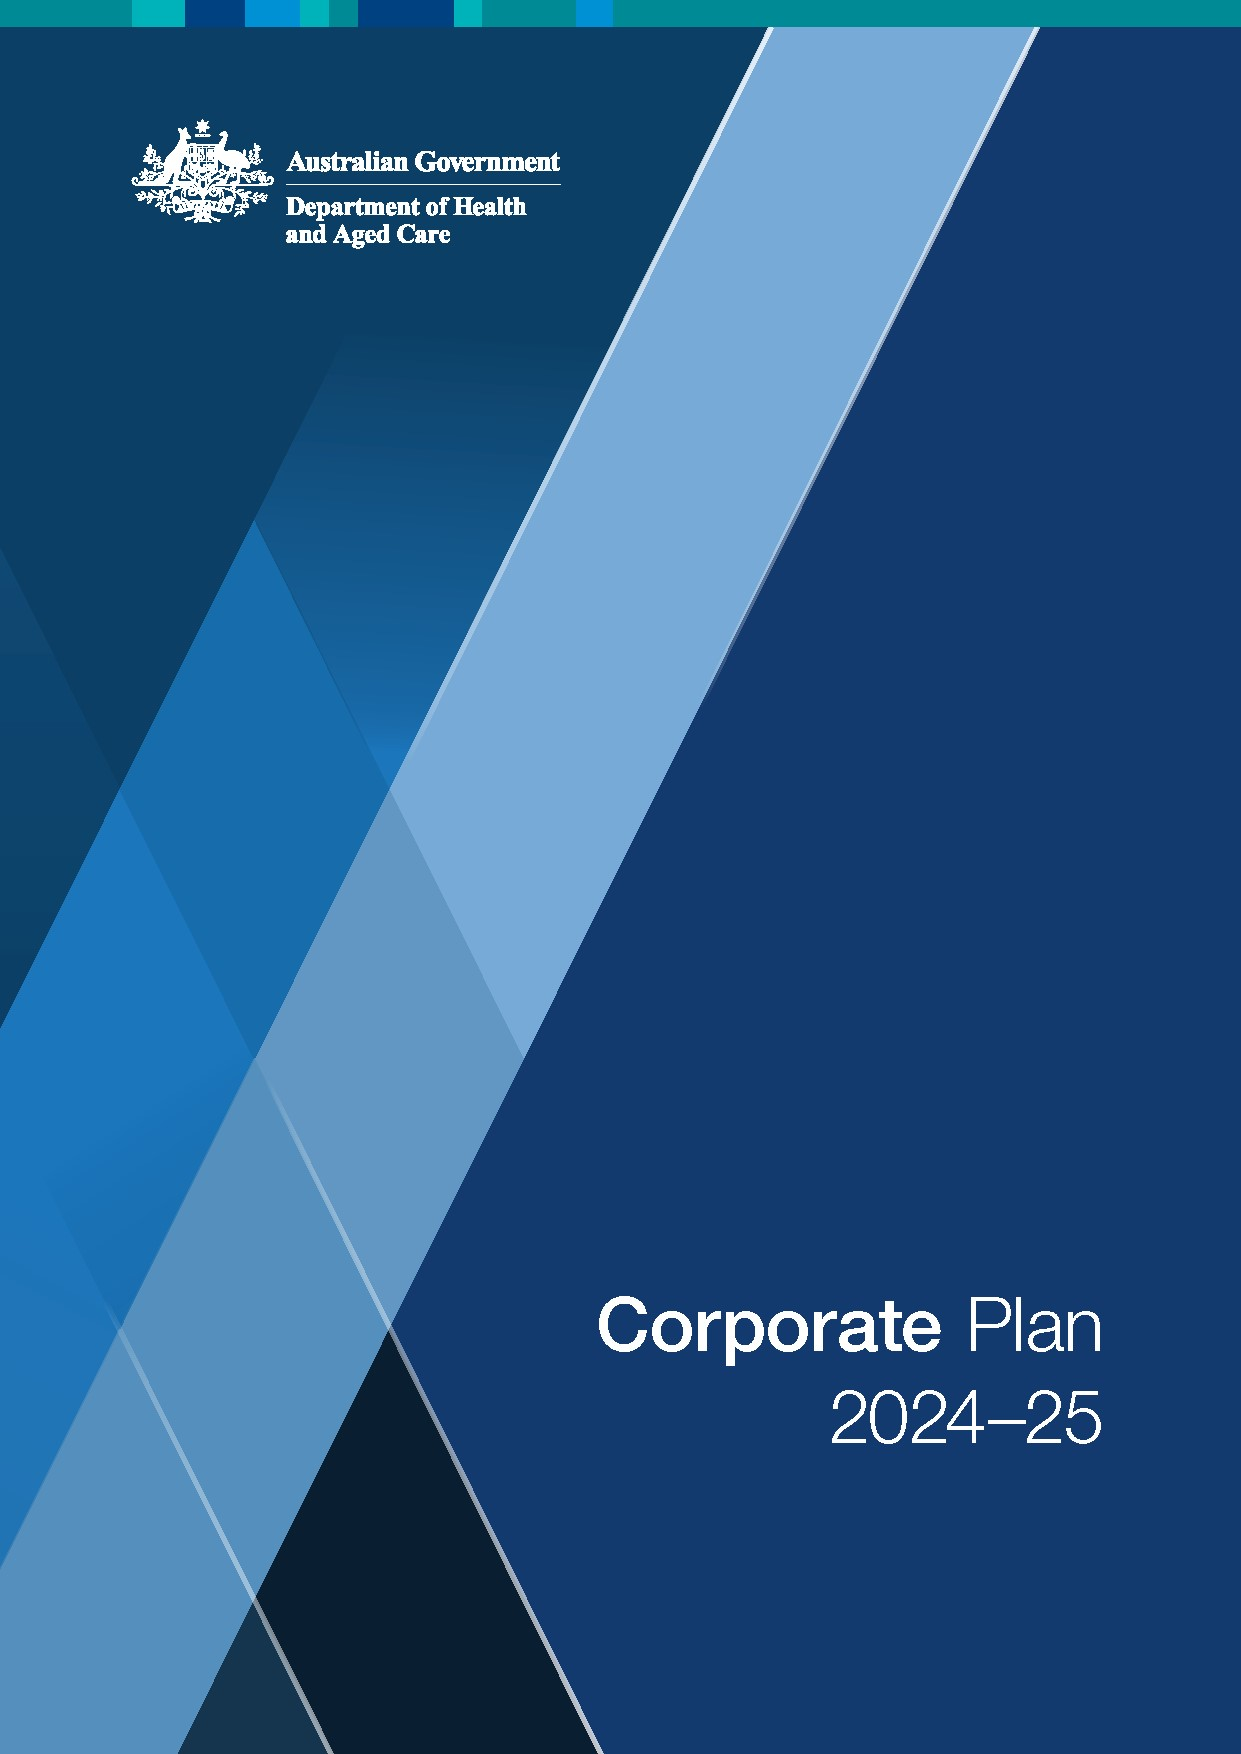 Australian Government
Department of Health
and Aged Care
Corporate Plan
2024–25